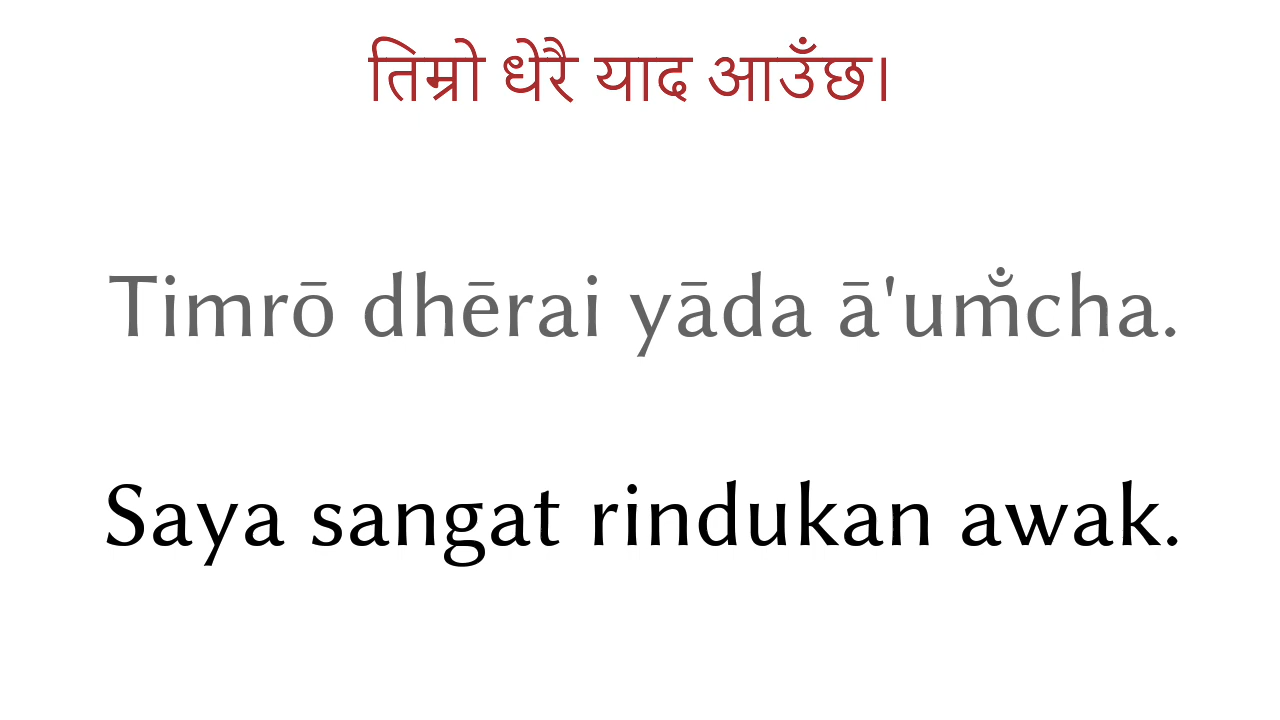 तिम्रो धेरै याद आउँछ।
Timrō dhērai yāda ā'um̐cha.
Saya sangat rindukan awak.